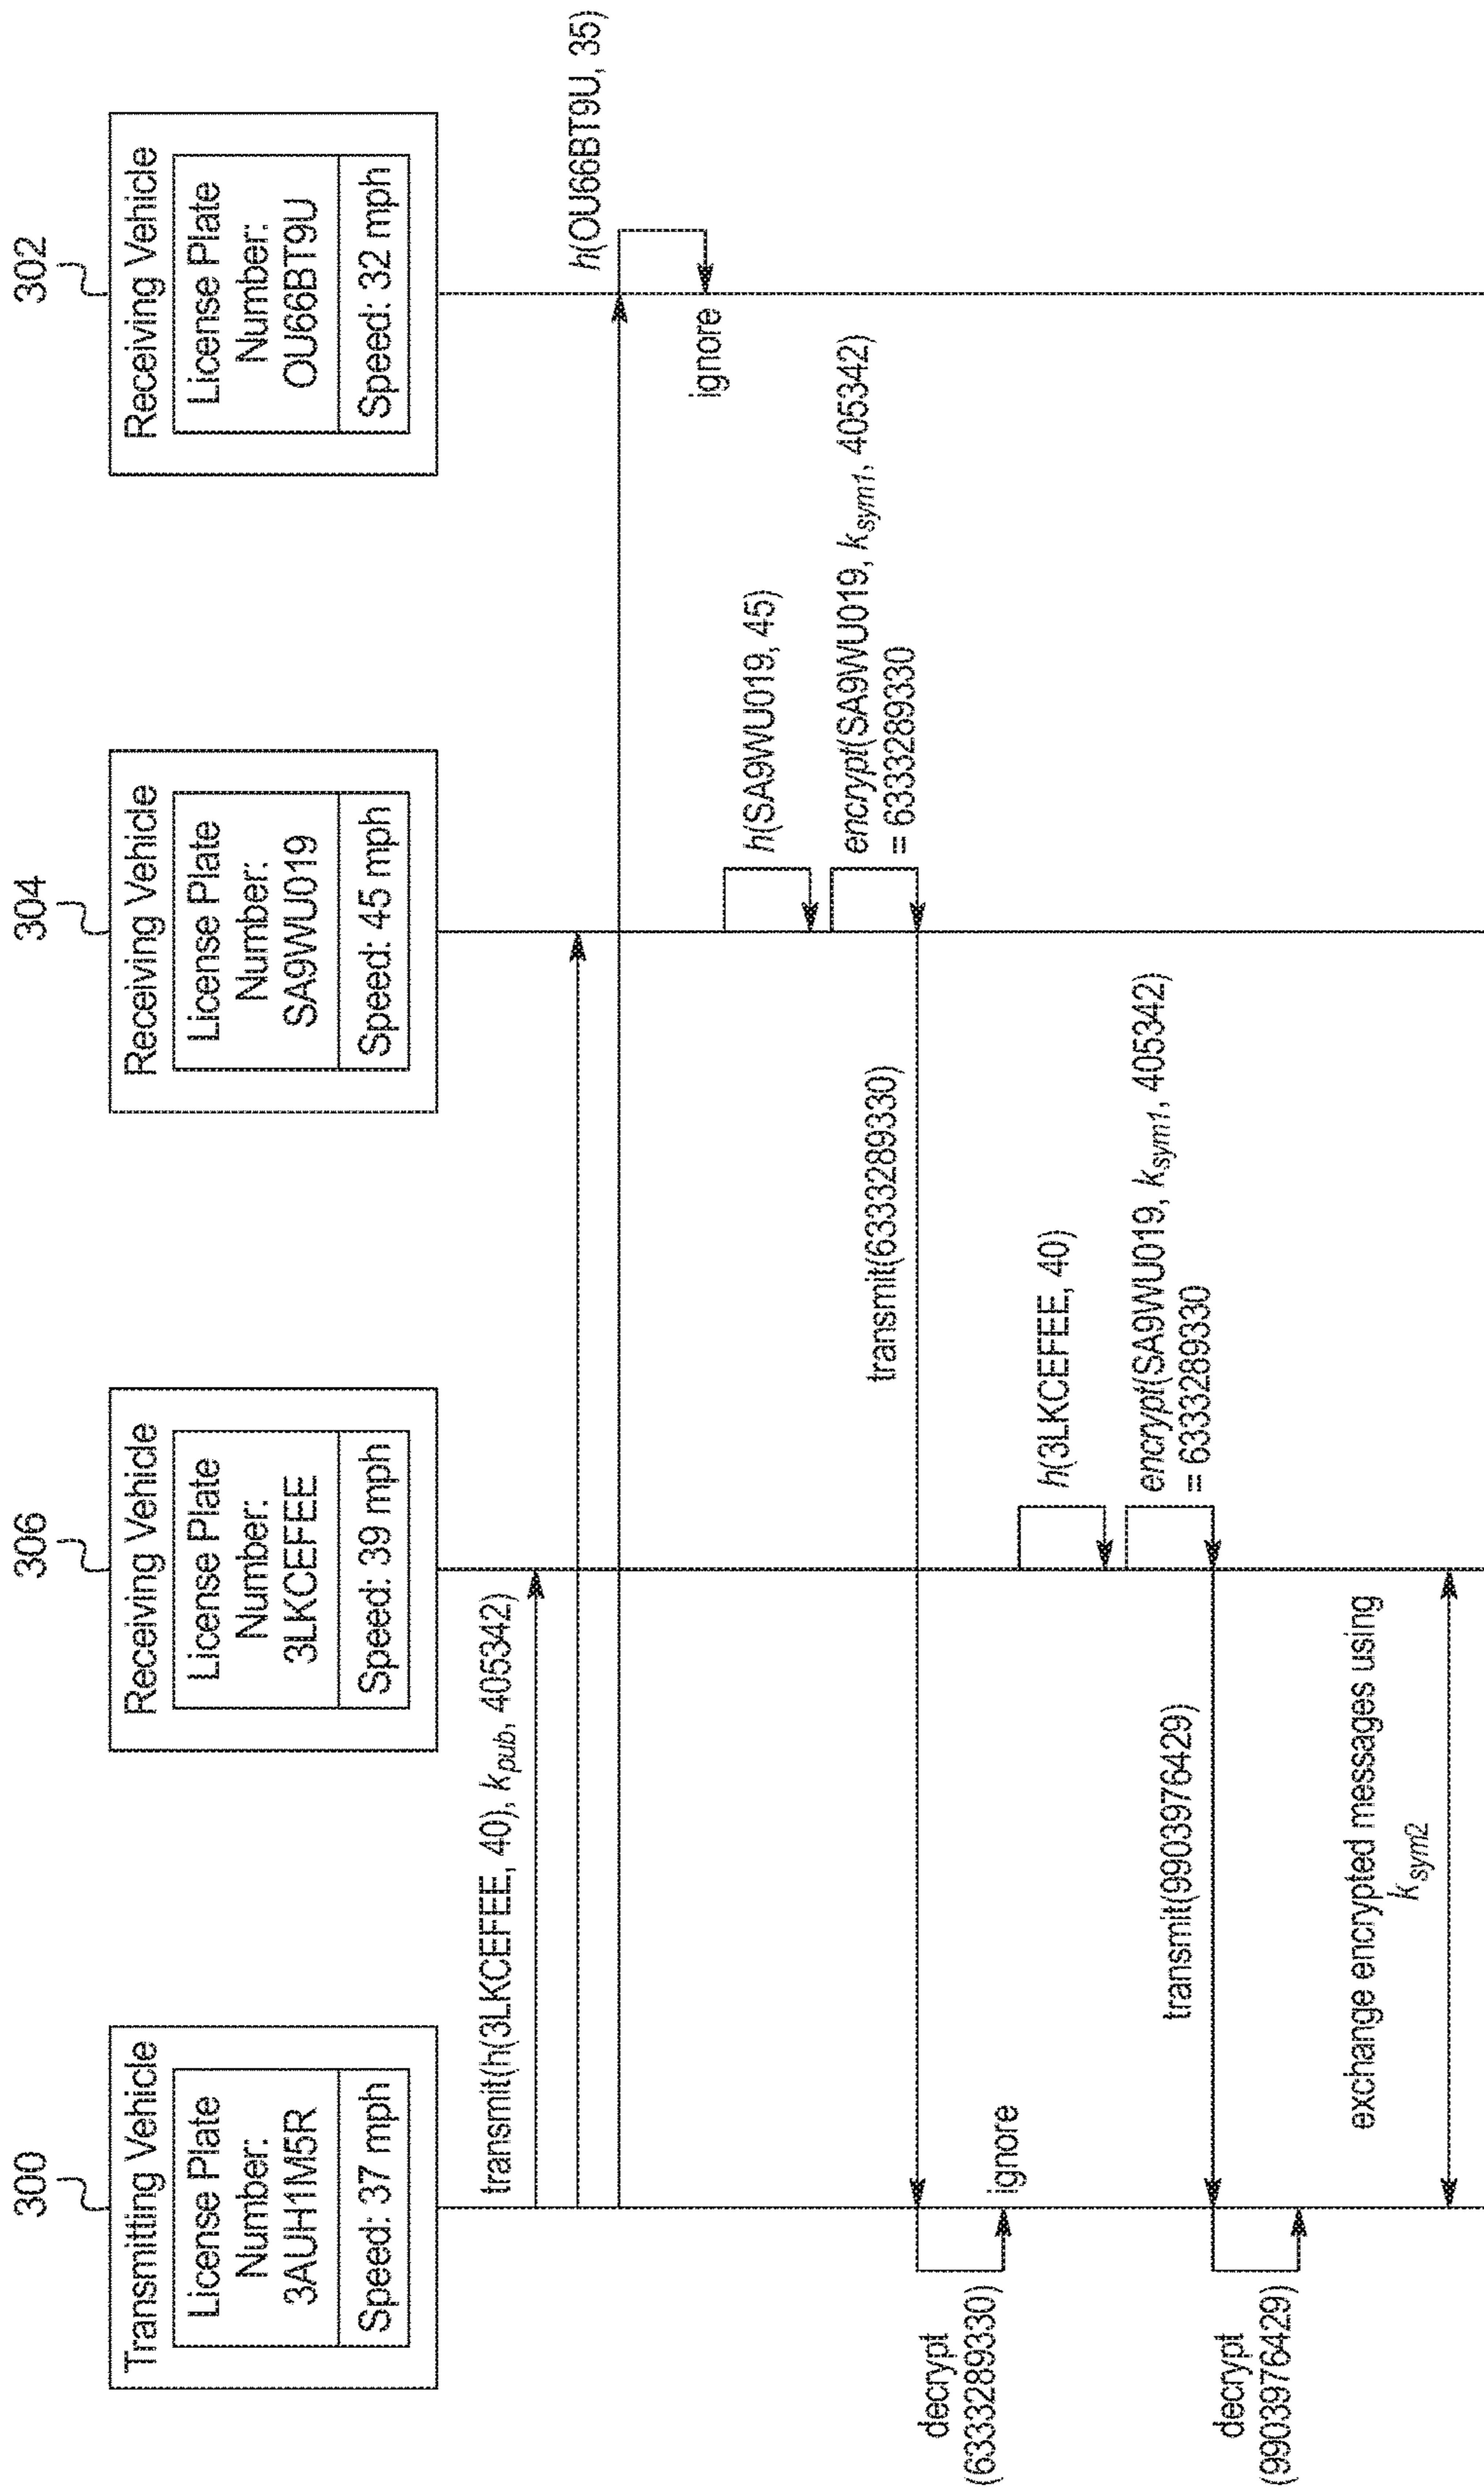 300
Transmitting Vehicle
License Plate
Number:
3AUH1M5R
Speed: 37 mph
306
Receiving Vehicle
License Plate
Number:
3LKCEFEE
Speed: 39 mph
304
Receiving Vehicle
License Plate
Number:
SA9WU019
Speed: 45 mph
302
Receiving Vehicle
License Plate
Number:
OU66BT9U
Speed: 32 mph
transmit(h(3LKCEFEE, 40), kpub, 405342)
h(OU66BT9U, 35)
ignore
h(SA9WU019, 45)
encrypt(SA9WU019, ksym1, 405342)
= 6333289330
transmit(6333289330)
decrypt
(6333289330)
ignore
h(3LKCEFEE, 40)
encrypt(SA9WU019, ksym1, 405342)
= 6333289330
transmit(9903976429)
decrypt
(9903976429)
exchange encrypted messages using
ksym2